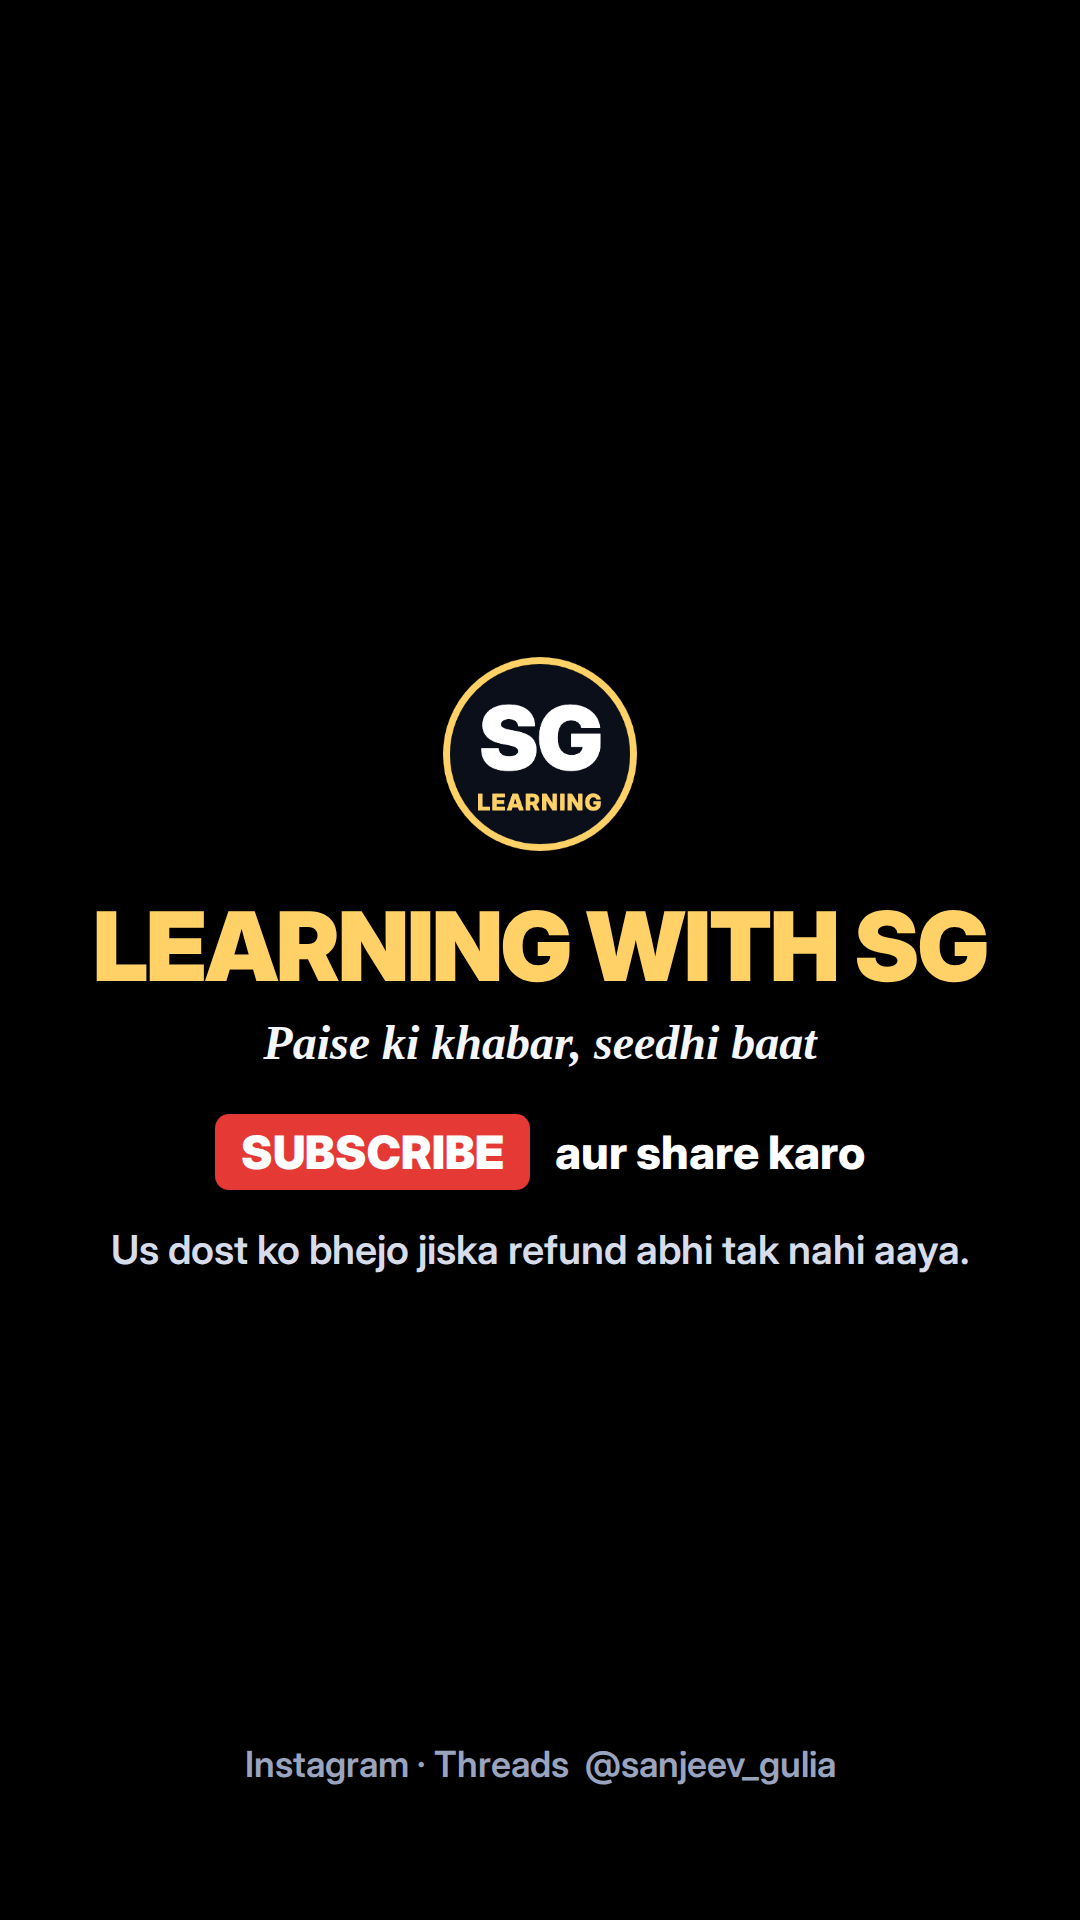 SG
LEARNING
LEARNING WITH SG
Paise ki khabar, seedhi baat
SUBSCRIBE aur share karo
Us dost ko bhejo jiska refund abhi tak nahi aaya.
Instagram · Threads @sanjeev_gulia